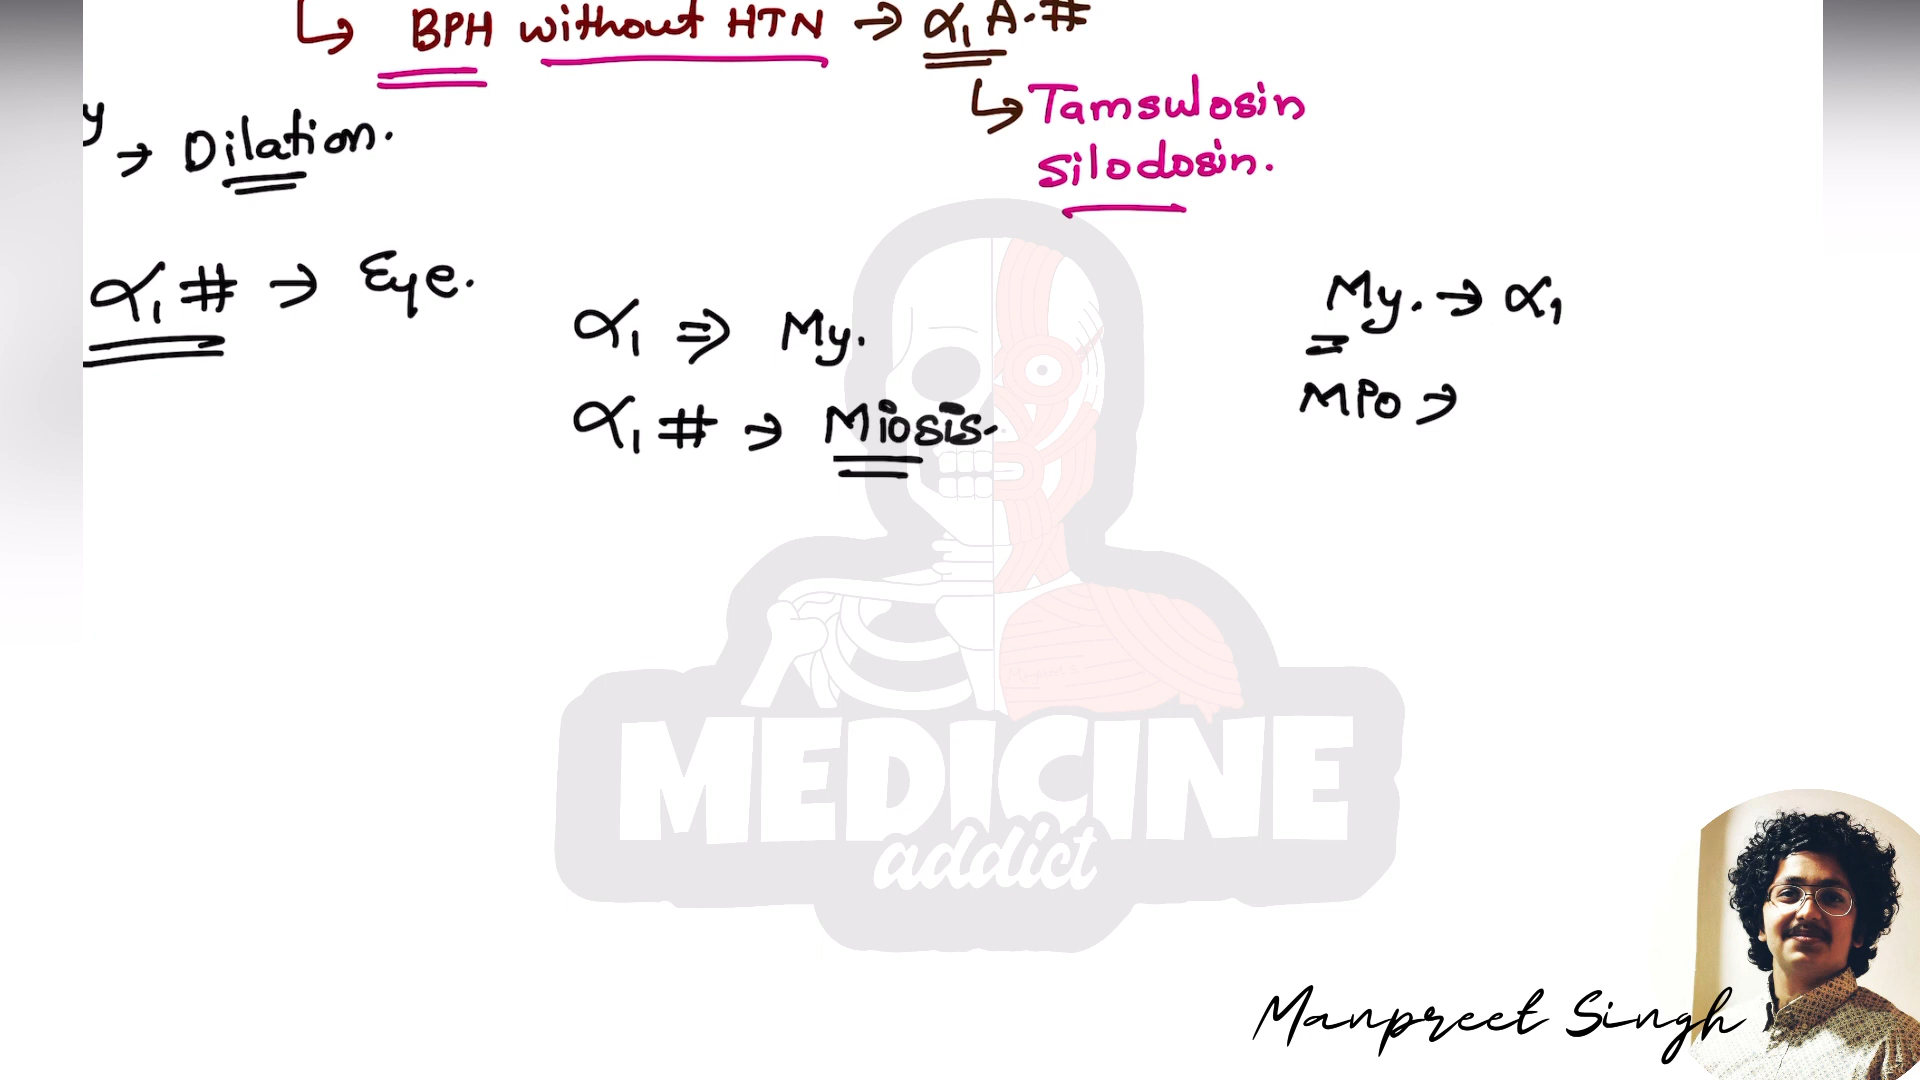 ↳ BPH without HTN → α₁A.#
↳ Tamsulosin
Silodosin.
y
→ Dilation.
α₁# → Eye.
α₁ ⇒ My.
α₁# → Miosis.
My. → α₁
MPO →
MEDICINE
addict
Manpreet Singh